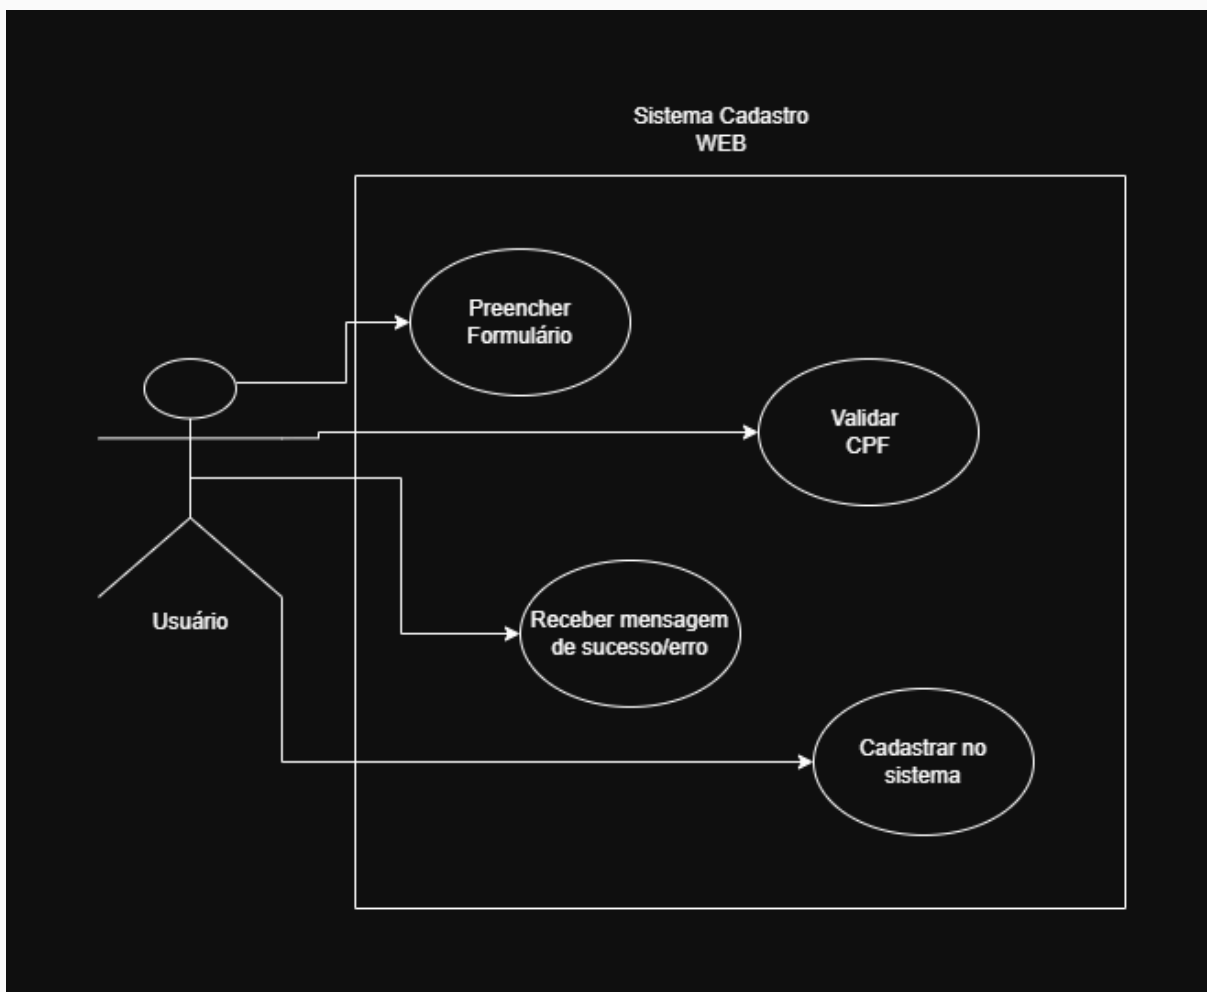 Sistema Cadastro
WEB
Preencher
Formulário
Validar
CPF
Usuário
Receber mensagem
de sucesso/erro
Cadastrar no
sistema